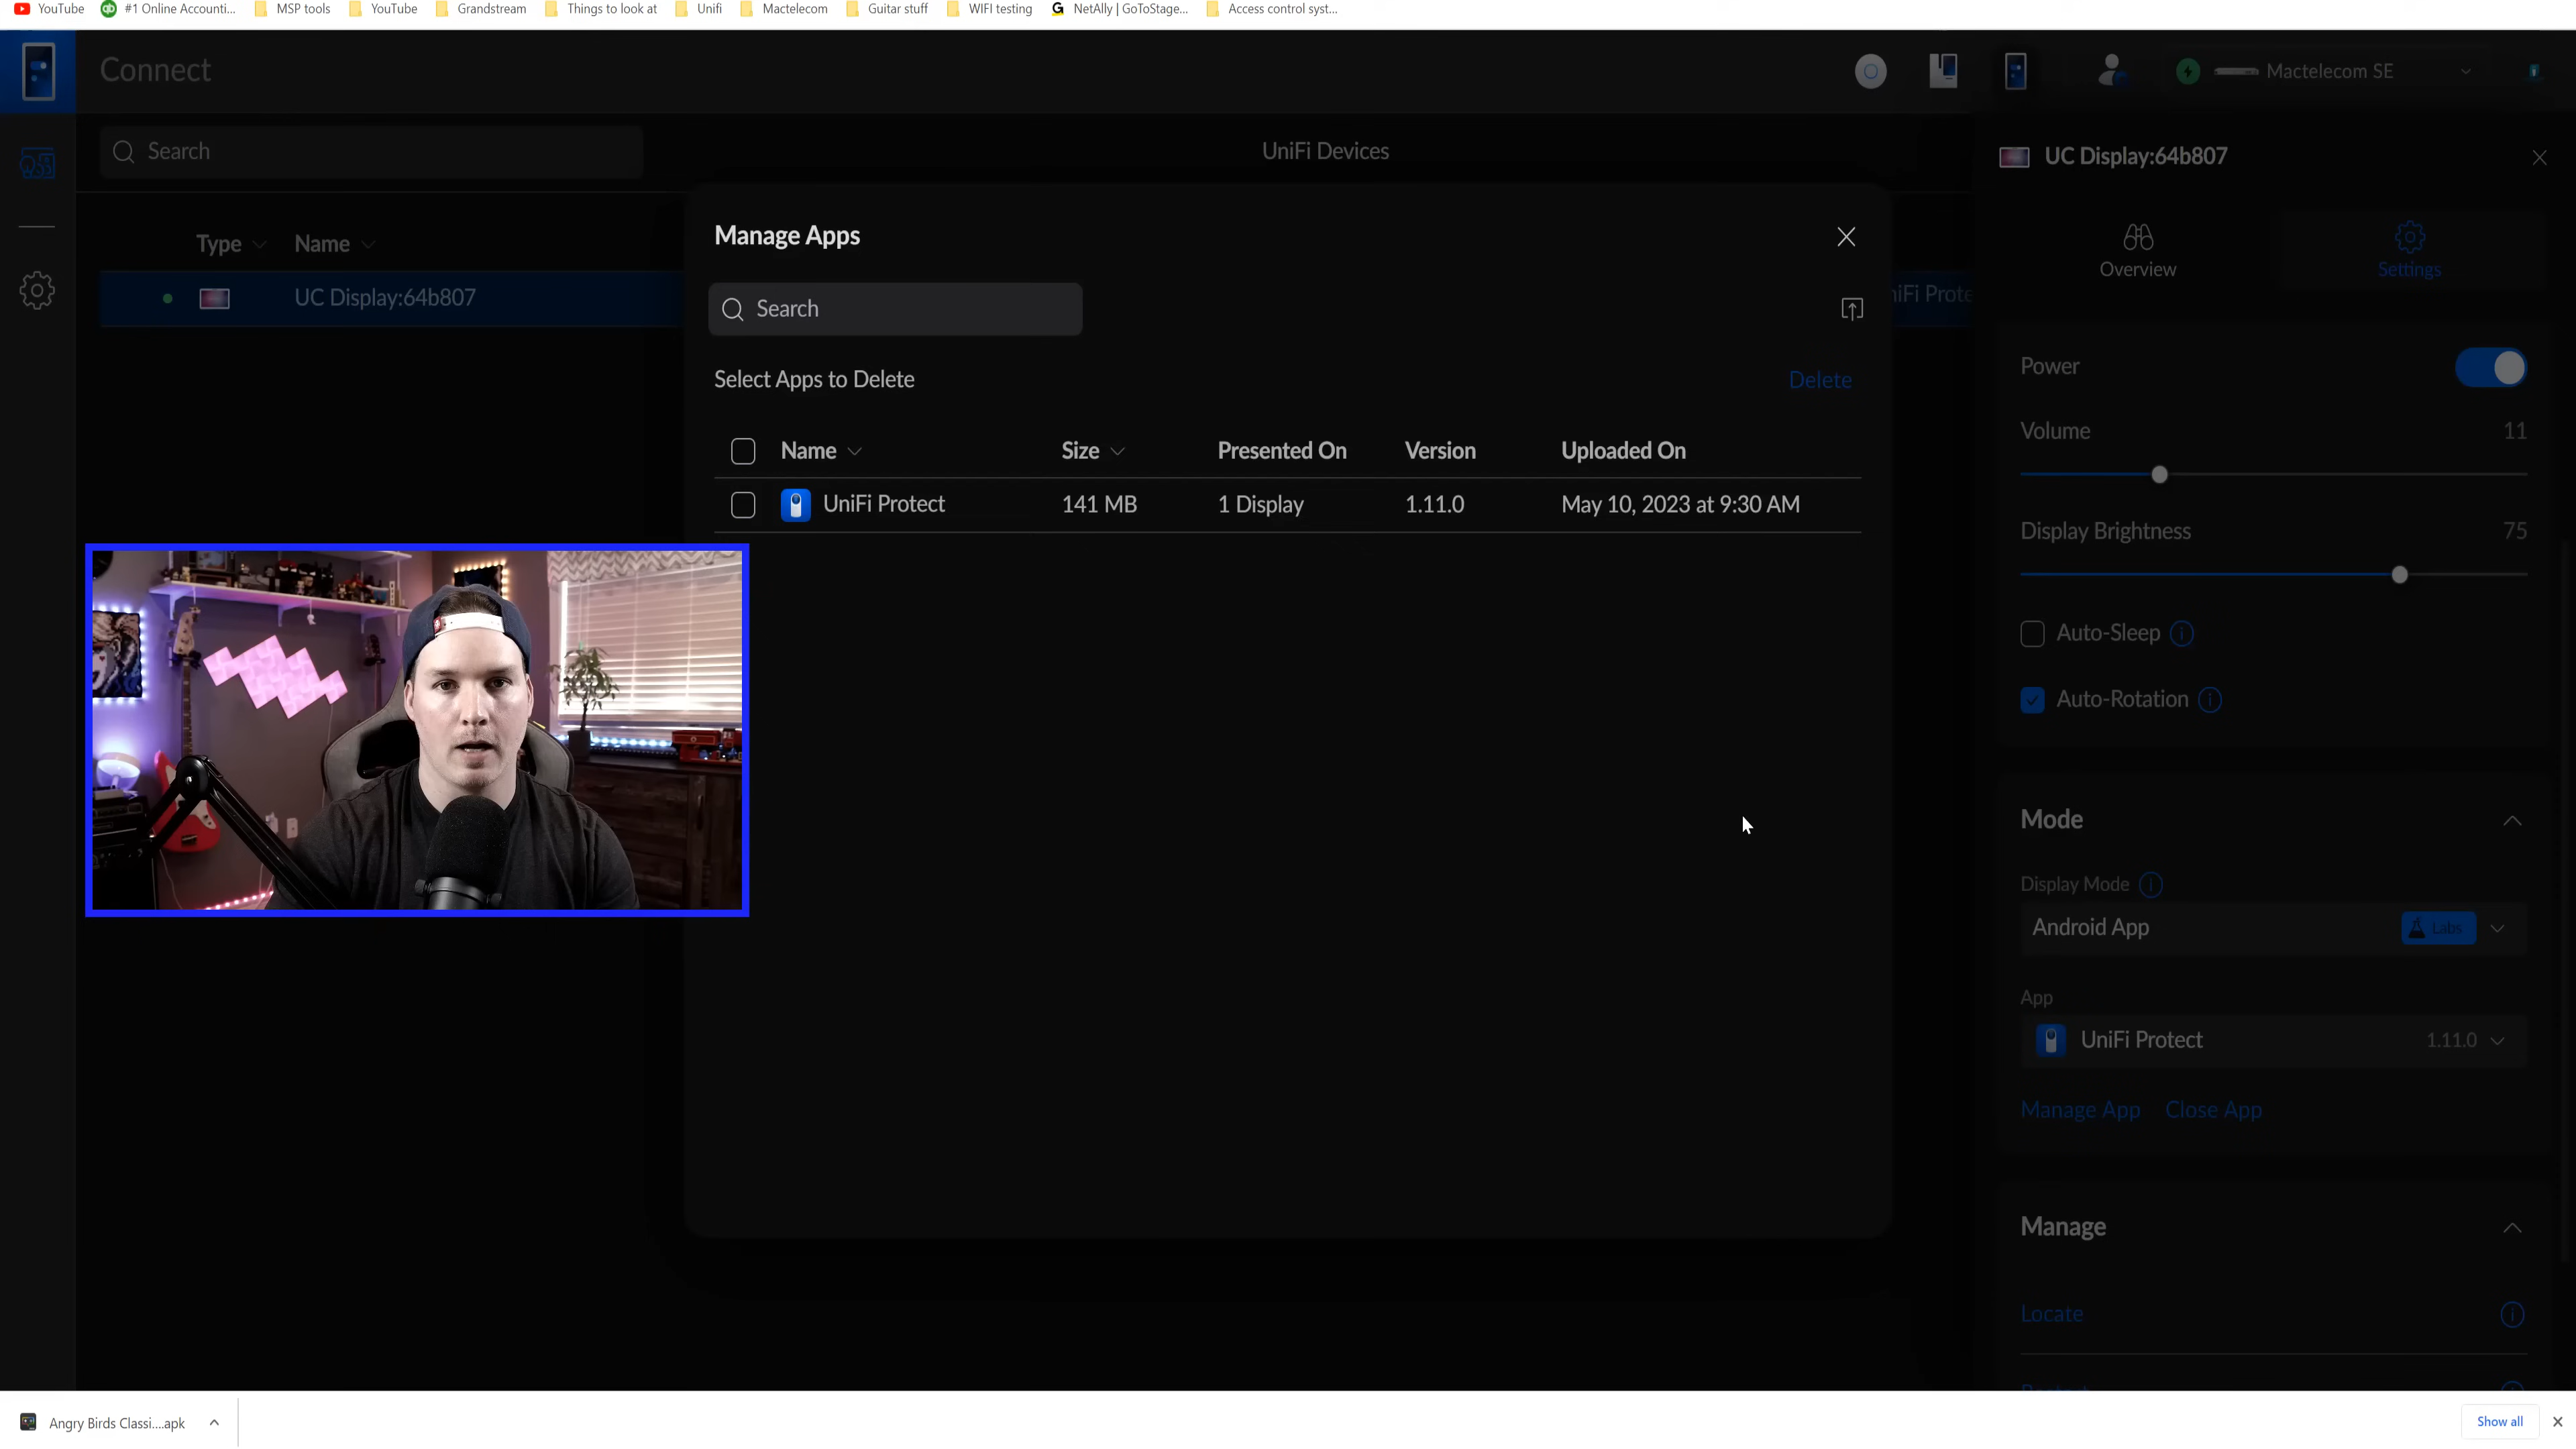 YouTube #1 Online Accounti... MSP tools YouTube Grandstream Things to look at Unifi Mactelecom Guitar stuff WIFI testing NetAlly | GoToStage... Access control syst...
Connect Mactelecom SE
Search UniFi Devices
UC Display:64b807
Type Name
UC Display:64b807
Manage Apps
Search
Select Apps to Delete Delete
Name Size Presented On Version Uploaded On
UniFi Protect 141 MB 1 Display 1.11.0 May 10, 2023 at 9:30 AM
Overview Settings
Power
Volume 11
Display Brightness 75
Auto-Sleep
Auto-Rotation
Mode
Display Mode
Android App Labs
App
UniFi Protect 1.11.0
Manage App Close App
Manage
Locate
Angry Birds Classi....apk Show all